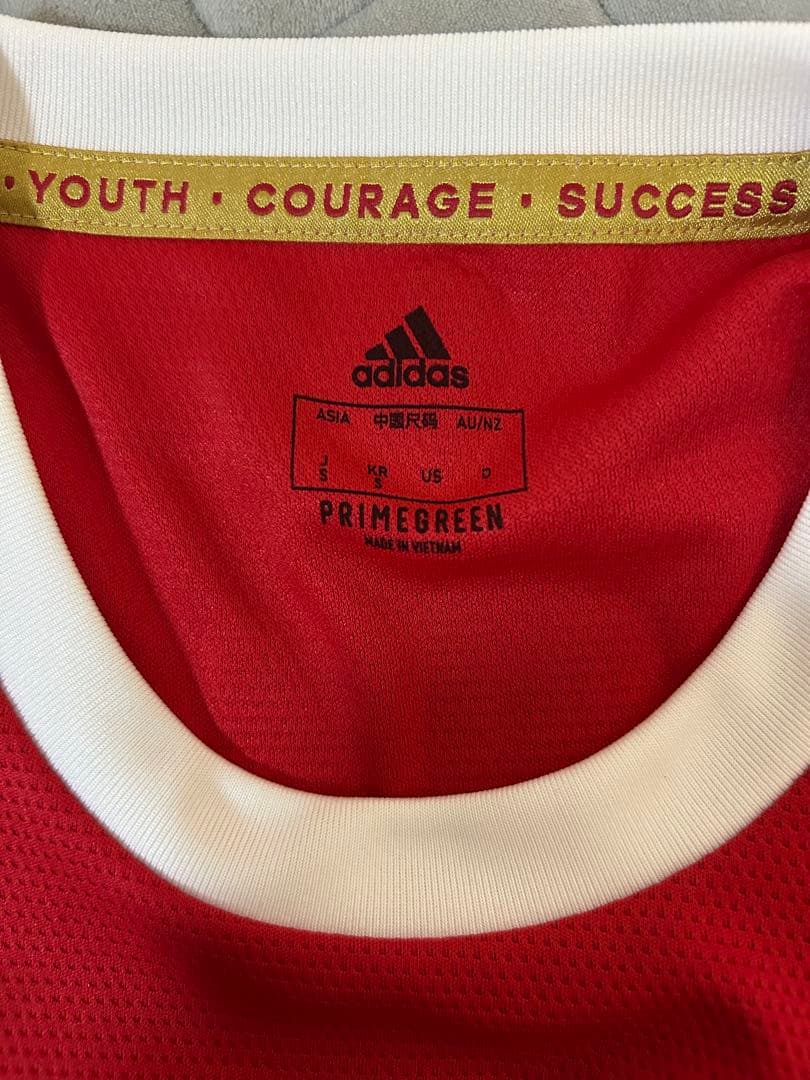 · YOUTH · COURAGE · SUCCESS
adidas
ASIA 中国尺码 AU/NZ
J KR US D
S S
PRIMEGREEN
MADE IN VIETNAM